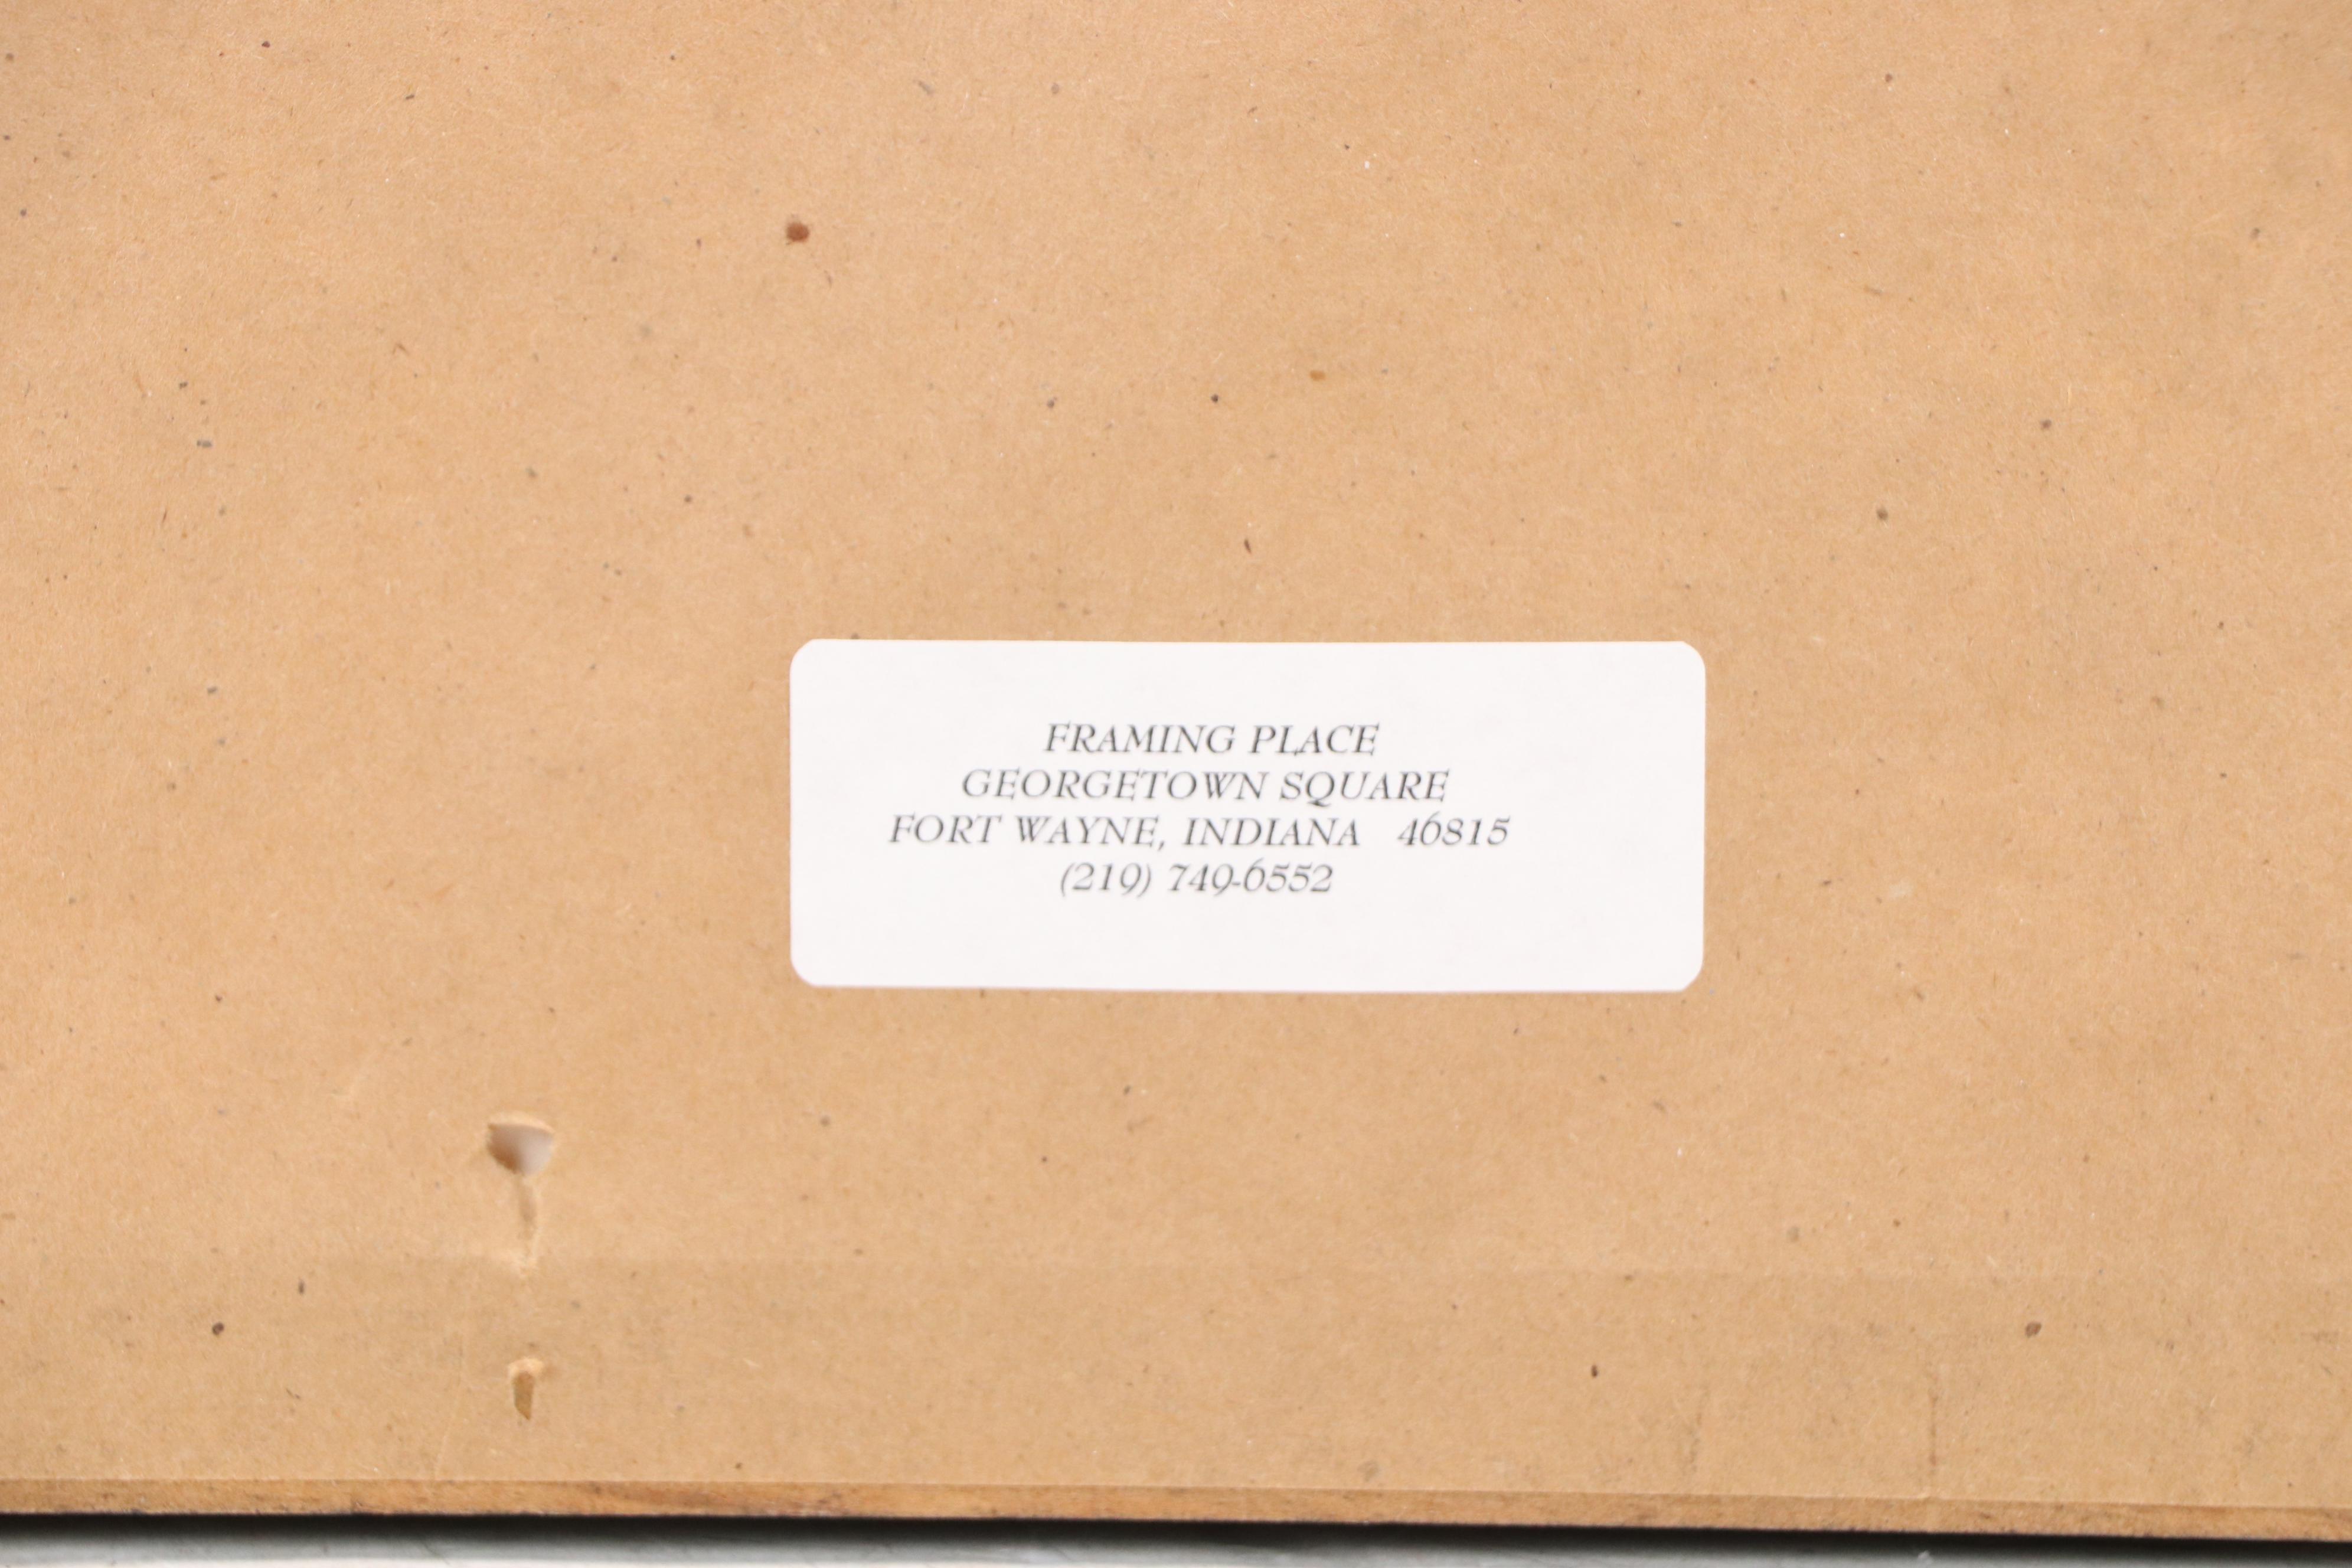 FRAMING PLACE
GEORGETOWN SQUARE
FORT WAYNE, INDIANA 46815
(219) 749-6552